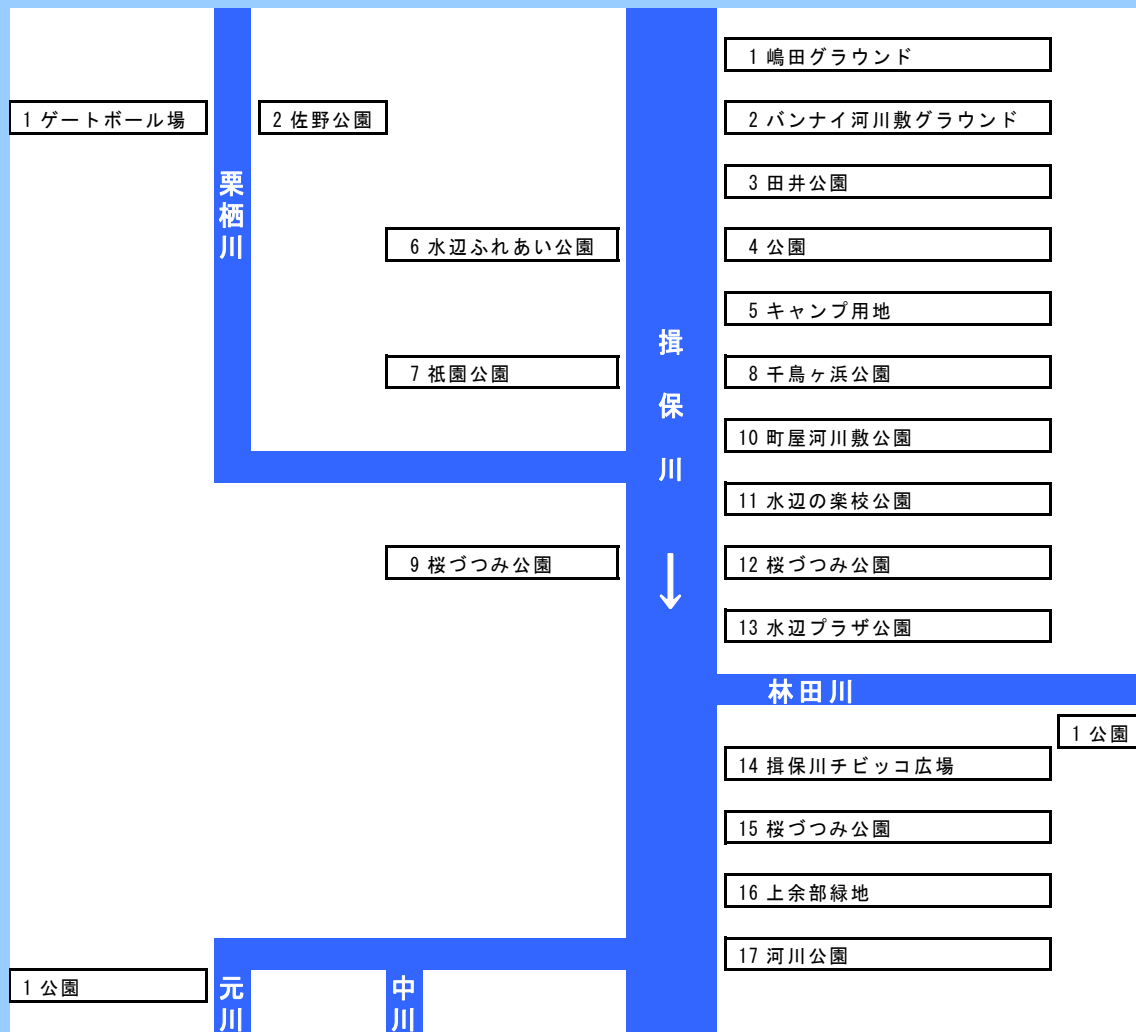 1 嶋田グラウンド
1 ゲートボール場
2 佐野公園
2 バンナイ河川敷グラウンド
栗栖川
3 田井公園
6 水辺ふれあい公園
4 公園
5 キャンプ用地
揖保川
7 祇園公園
8 千鳥ヶ浜公園
10 町屋河川敷公園
11 水辺の楽校公園
9 桜づつみ公園
12 桜づつみ公園
↓
13 水辺プラザ公園
林田川
1 公園
14 揖保川チビッコ広場
15 桜づつみ公園
16 上余部緑地
17 河川公園
1 公園
元川
中川